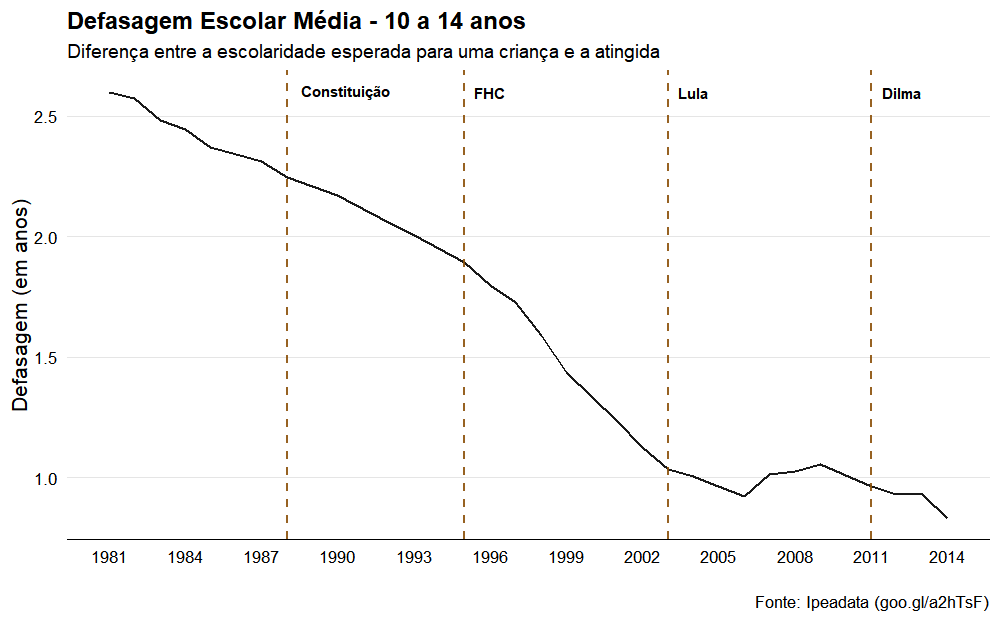 Defasagem Escolar Média - 10 a 14 anos
Diferença entre a escolaridade esperada para uma criança e a atingida
Constituição
FHC
Lula
Dilma
Defasagem (em anos)
2.5
2.0
1.5
1.0
1981 1984 1987 1990 1993 1996 1999 2002 2005 2008 2011 2014
Fonte: Ipeadata (goo.gl/a2hTsF)